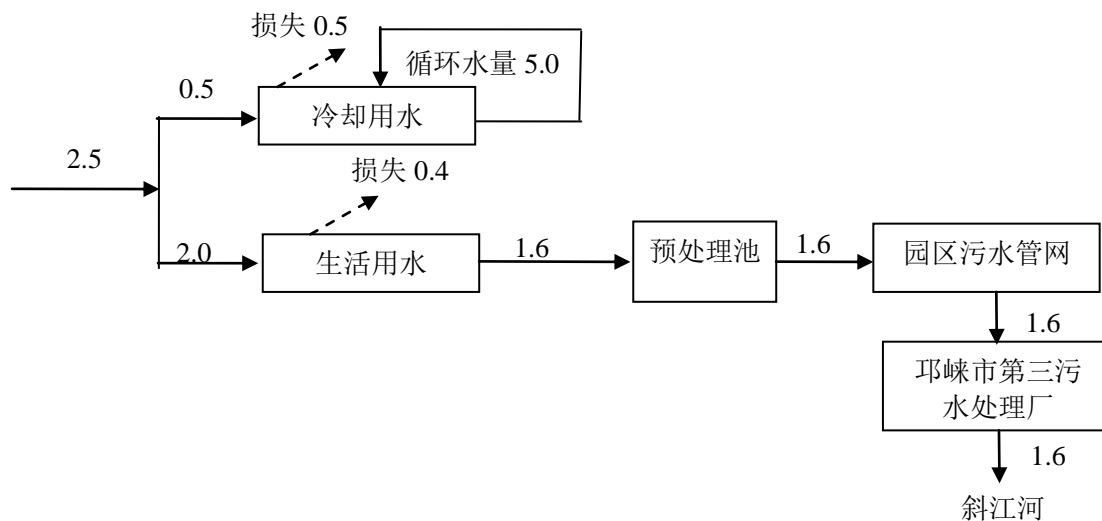 损失 0.5
循环水量 5.0
0.5
冷却用水
2.5
损失 0.4
2.0
生活用水
1.6
预处理池
1.6
园区污水管网
1.6
邛崃市第三污
水处理厂
1.6
斜江河